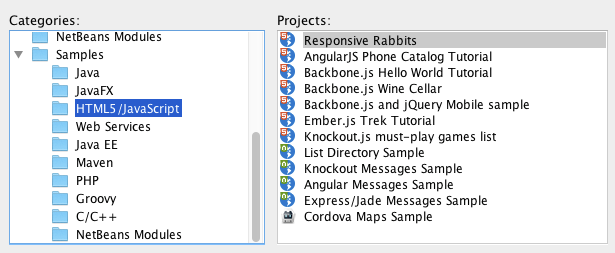 Categories:
NetBeans Modules
Samples
Java
JavaFX
HTML5/JavaScript
Web Services
Java EE
Maven
PHP
Groovy
C/C++
NetBeans Modules
Projects:
Responsive Rabbits
AngularJS Phone Catalog Tutorial
Backbone.js Hello World Tutorial
Backbone.js Wine Cellar
Backbone.js and jQuery Mobile sample
Ember.js Trek Tutorial
Knockout.js must-play games list
List Directory Sample
Knockout Messages Sample
Angular Messages Sample
Express/Jade Messages Sample
Cordova Maps Sample